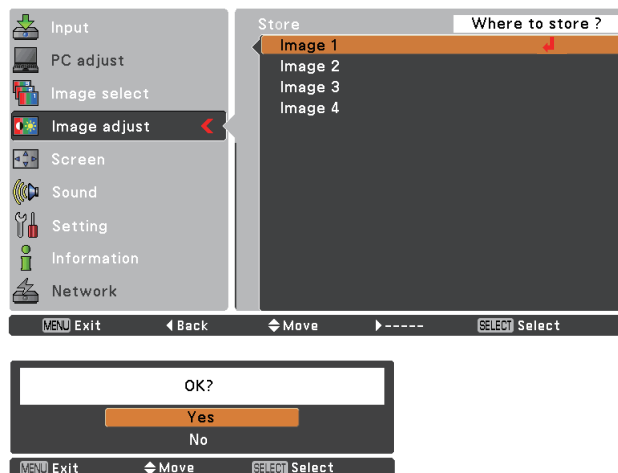 Input
PC adjust
Image select
Image adjust
Screen
Sound
Setting
Information
Network
Store
Where to store ?
Image 1
Image 2
Image 3
Image 4
MENU Exit Back Move ----- SELECT Select
OK?
Yes
No
MENU Exit Move SELECT Select